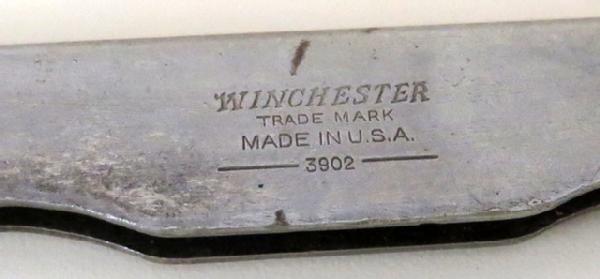 WINCHESTER
TRADE MARK
MADE IN U.S.A.
3902